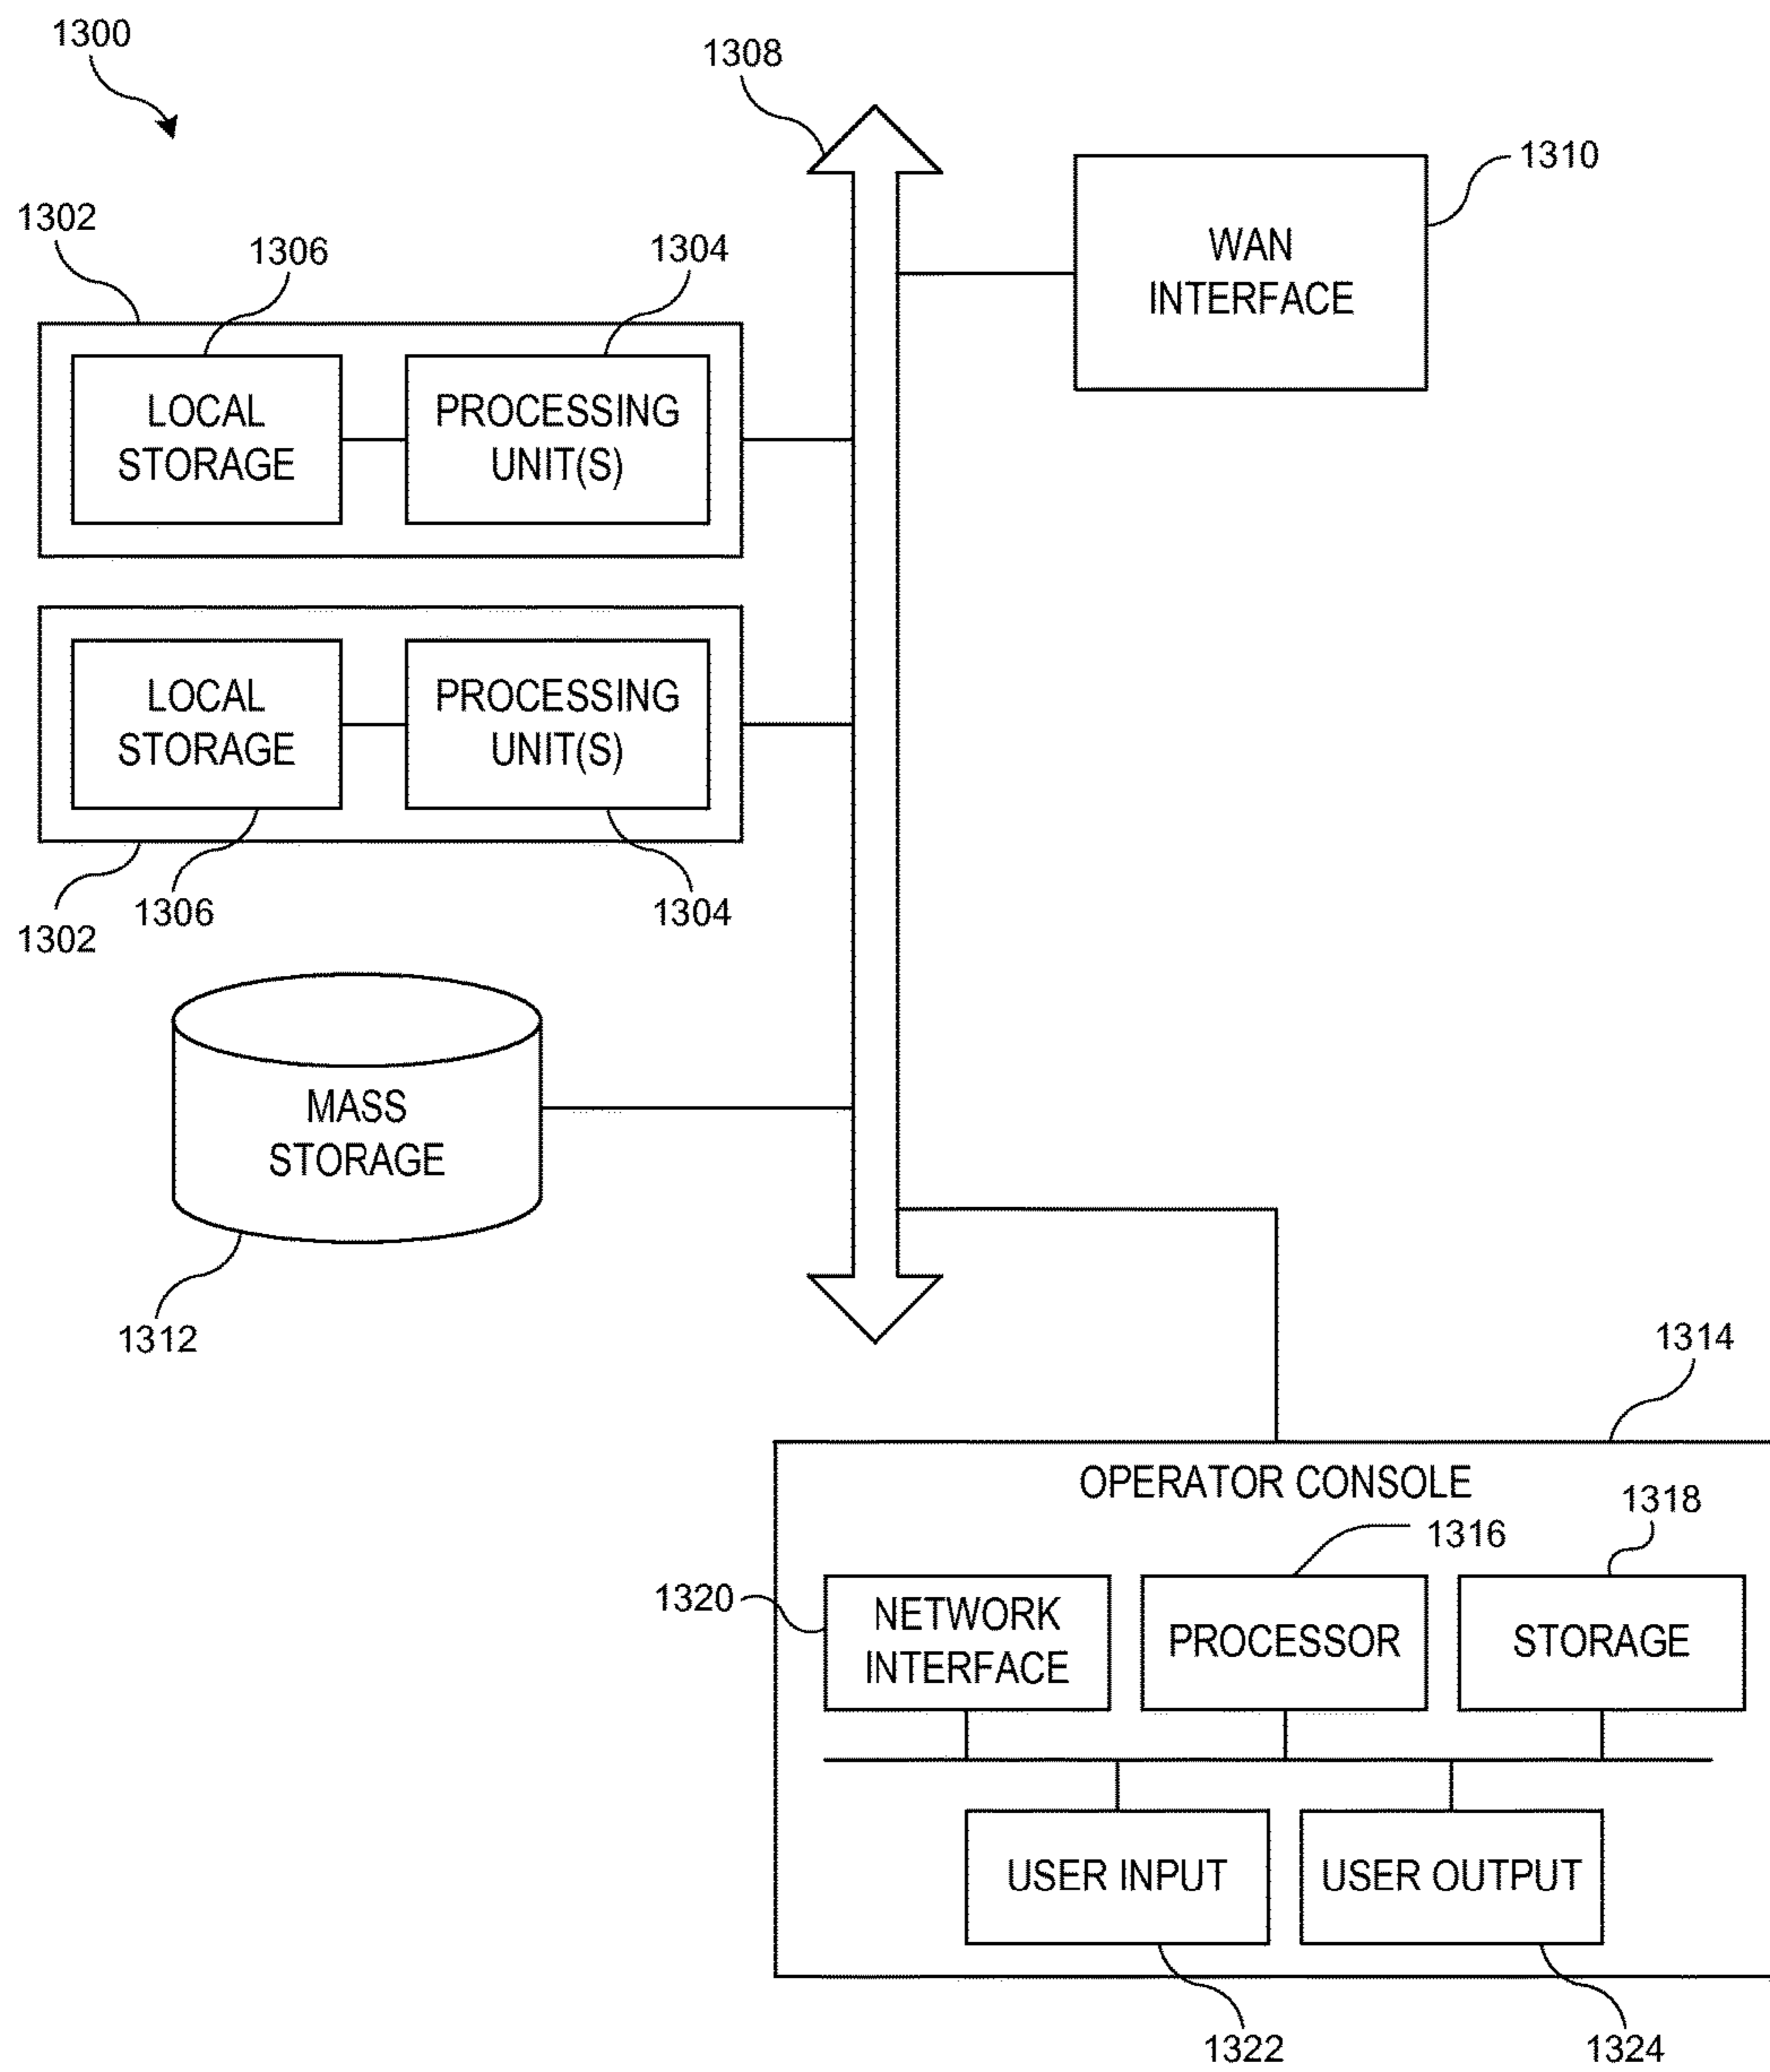 1300
1308
1310
WAN
INTERFACE
1302
1306
1304
LOCAL
STORAGE
PROCESSING
UNIT(S)
LOCAL
STORAGE
PROCESSING
UNIT(S)
1306
1304
1302
MASS
STORAGE
1312
1314
OPERATOR CONSOLE
1318
1316
1320
NETWORK
INTERFACE
PROCESSOR
STORAGE
USER INPUT
USER OUTPUT
1322
1324